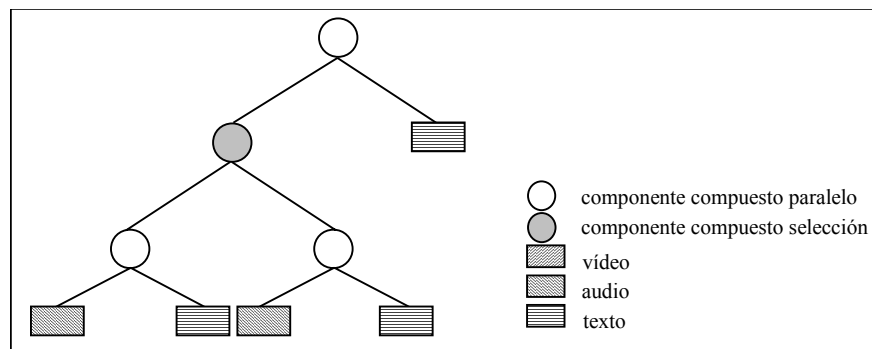 componente compuesto paralelo
componente compuesto selección
vídeo
audio
texto